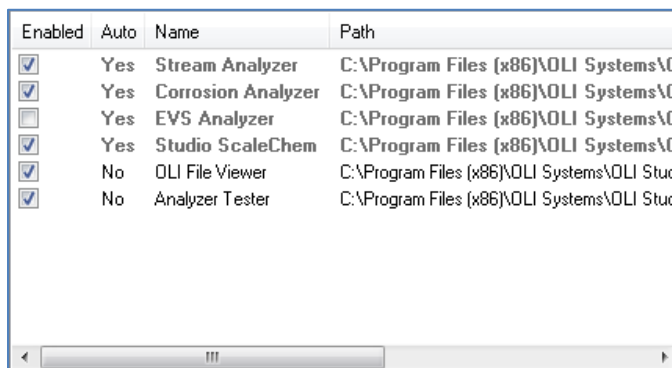 Enabled Auto Name Path
Yes Stream Analyzer C:\Program Files (x86)\OLI Systems\
Yes Corrosion Analyzer C:\Program Files (x86)\OLI Systems\
Yes EVS Analyzer C:\Program Files (x86)\OLI Systems\
Yes Studio ScaleChem C:\Program Files (x86)\OLI Systems\
No OLI File Viewer C:\Program Files (x86)\OLI Systems\OLI Stu
No Analyzer Tester C:\Program Files (x86)\OLI Systems\OLI Stu